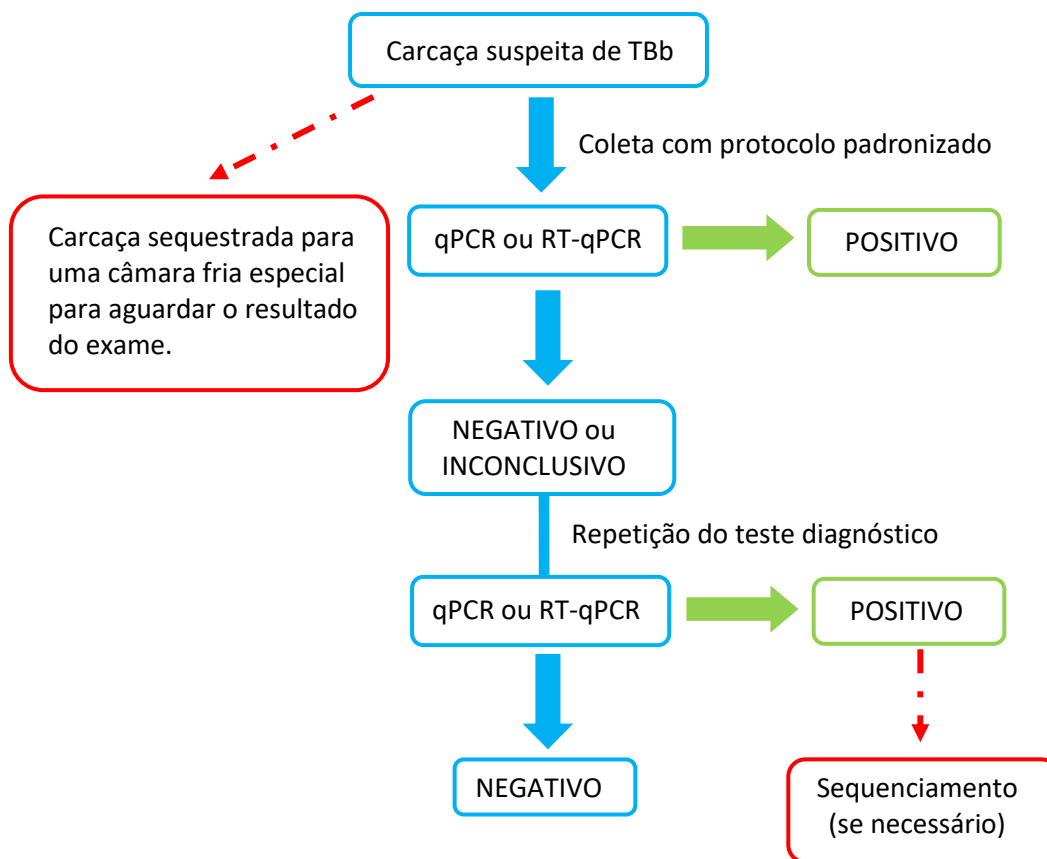 Carcaça suspeita de TBb
Coleta com protocolo padronizado
Carcaça sequestrada para
uma câmara fria especial
para aguardar o resultado
do exame.
qPCR ou RT-qPCR
POSITIVO
NEGATIVO ou
INCONCLUSIVO
Repetição do teste diagnóstico
qPCR ou RT-qPCR
POSITIVO
NEGATIVO
Sequenciamento
(se necessário)